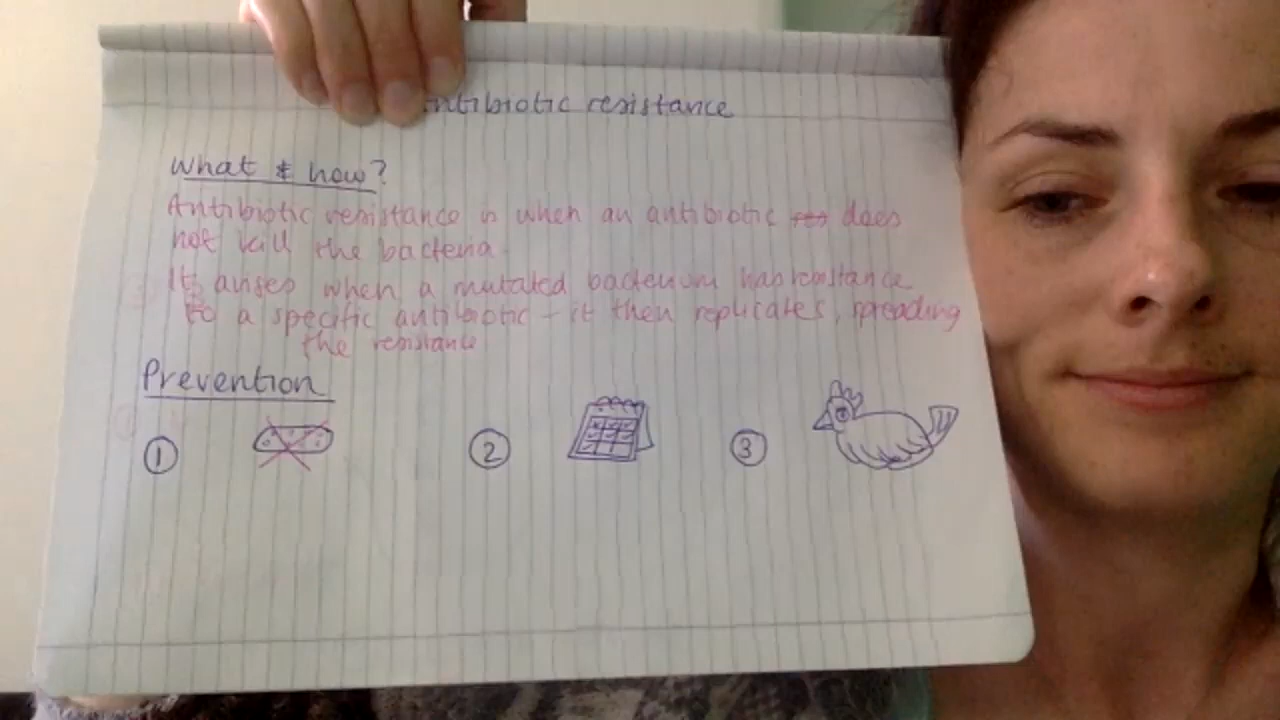 ntibiotic resistance
What & how?
Antibiotic resistance is when an antibiotic res does
not kill the bacteria.
It arises when a mutated bacterium has resistance
to a specific antibiotic – it then replicates, spreading
the resistance
Prevention
1 2 3